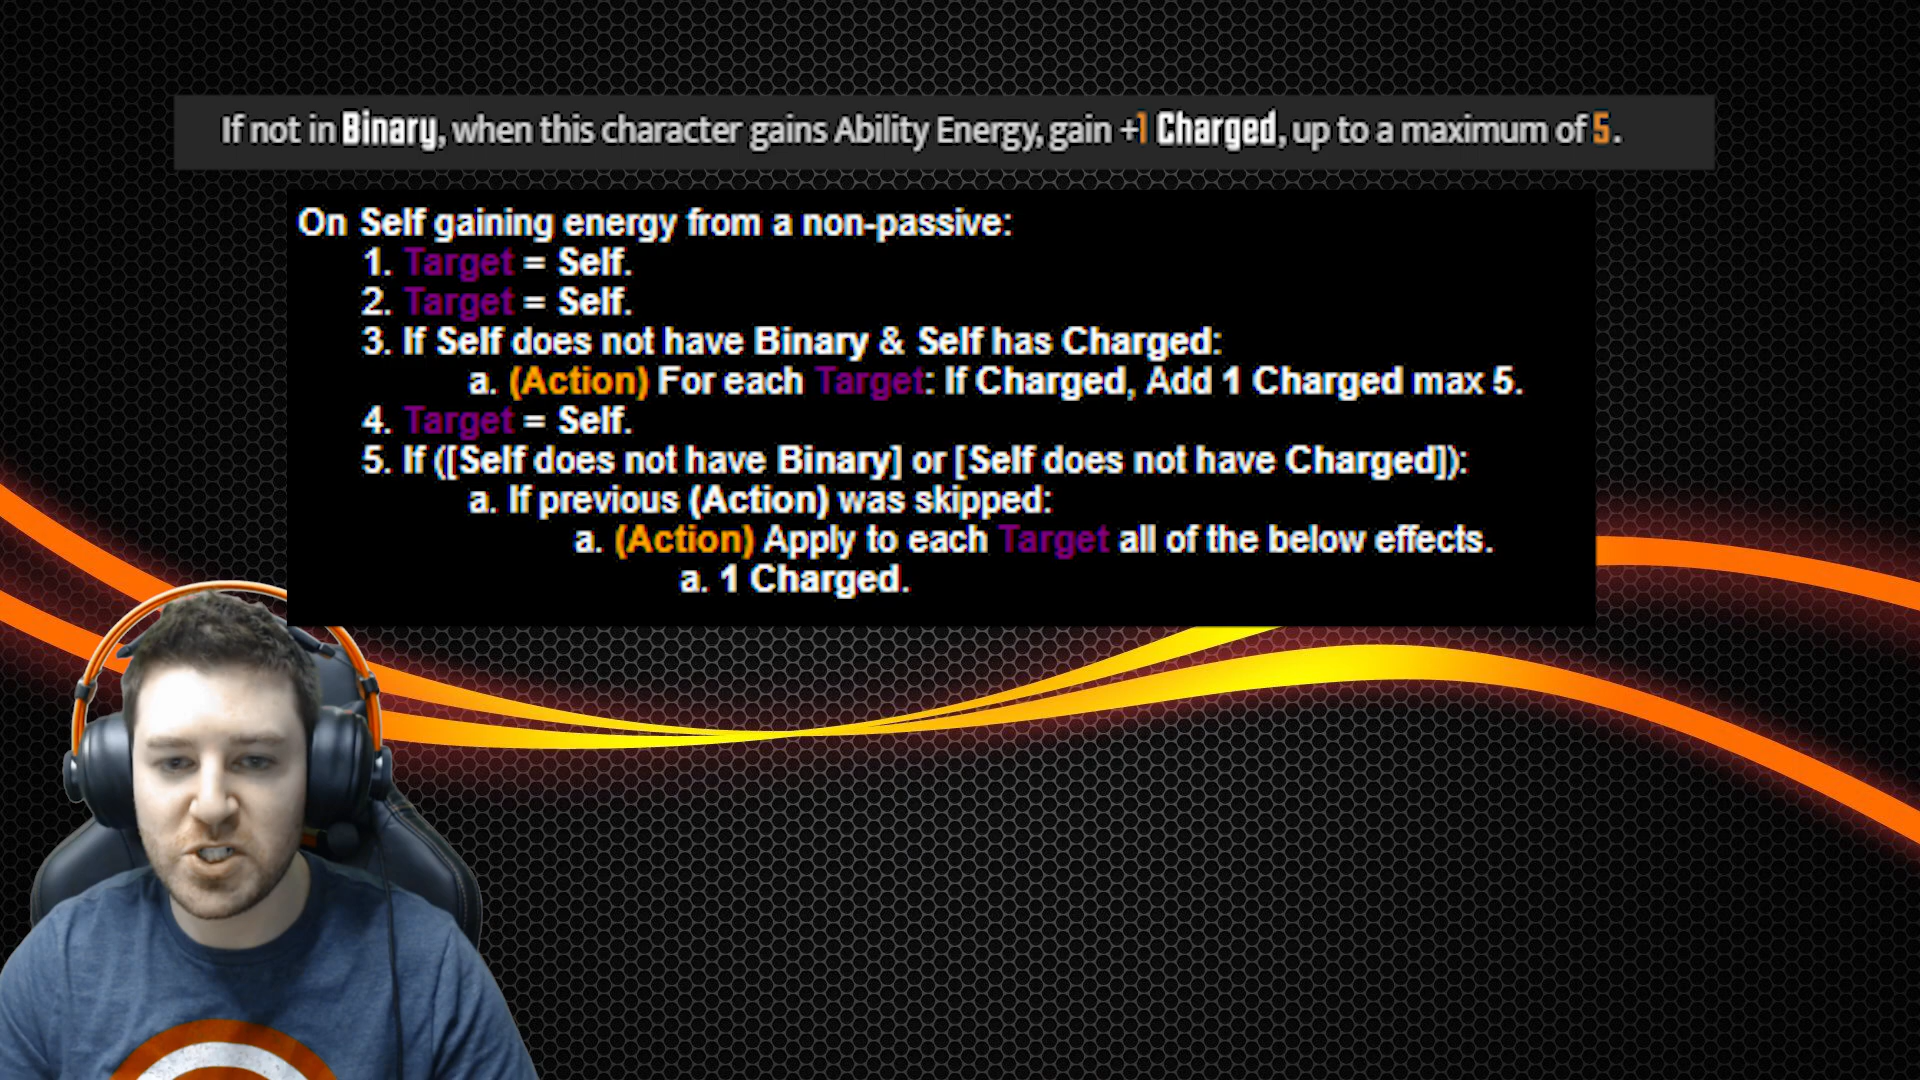 If not in Binary, when this character gains Ability Energy, gain +1 Charged, up to a maximum of 5.
On Self gaining energy from a non-passive:
1. Target = Self.
2. Target = Self.
3. If Self does not have Binary & Self has Charged:
a. (Action) For each Target: If Charged, Add 1 Charged max 5.
4. Target = Self.
5. If ([Self does not have Binary] or [Self does not have Charged]):
a. If previous (Action) was skipped:
a. (Action) Apply to each Target all of the below effects.
a. 1 Charged.